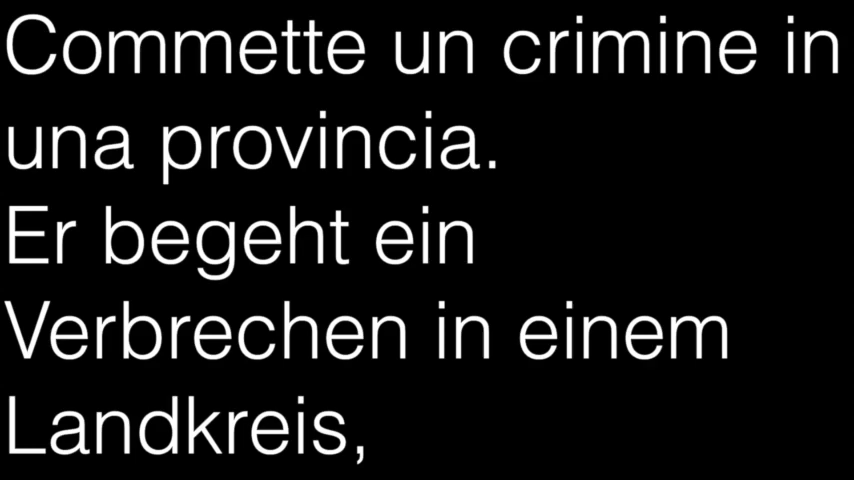 Commette un crimine in
una provincia.
Er begeht ein
Verbrechen in einem
Landkreis,